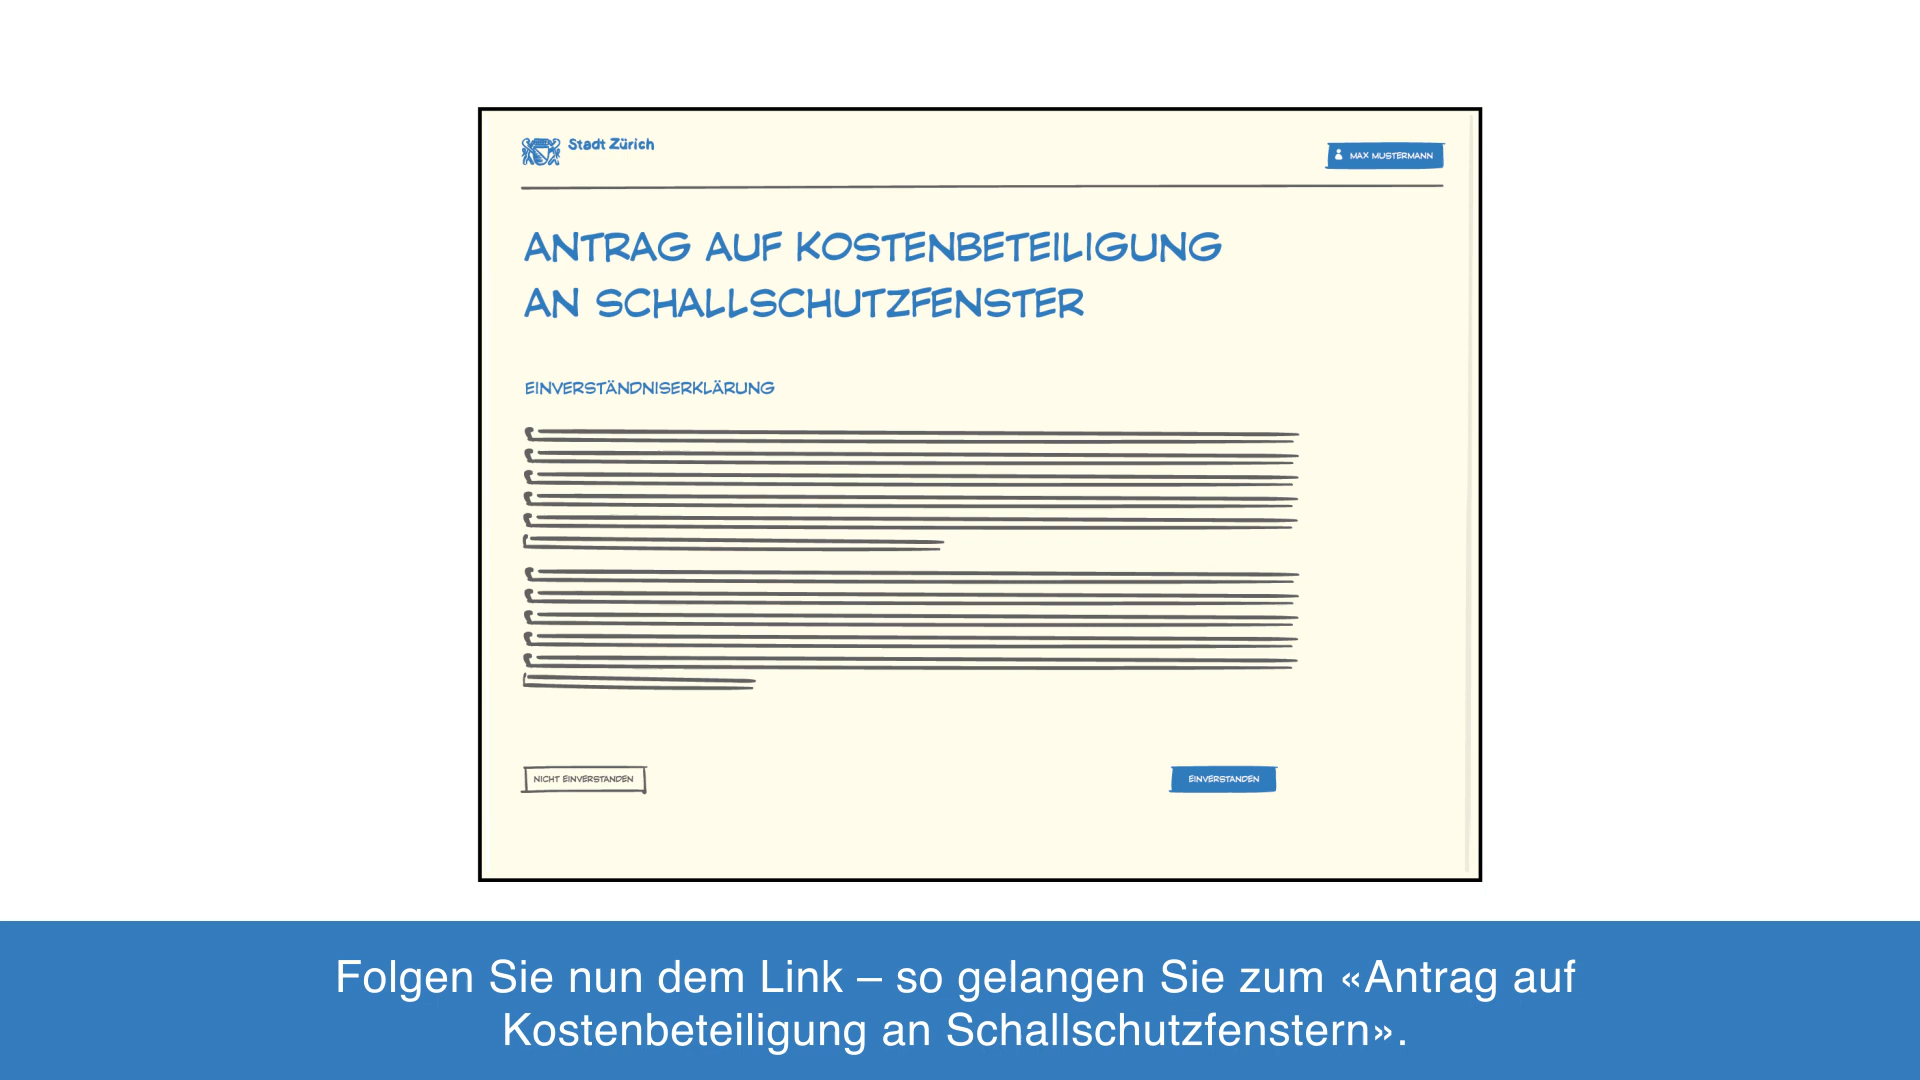 Stadt Zürich
MAX MUSTERMANN
ANTRAG AUF KOSTENBETEILIGUNG
AN SCHALLSCHUTZFENSTER
EINVERSTÄNDNISERKLÄRUNG
NICHT EINVERSTANDEN
EINVERSTANDEN
Folgen Sie nun dem Link – so gelangen Sie zum «Antrag auf
Kostenbeteiligung an Schallschutzfenstern».